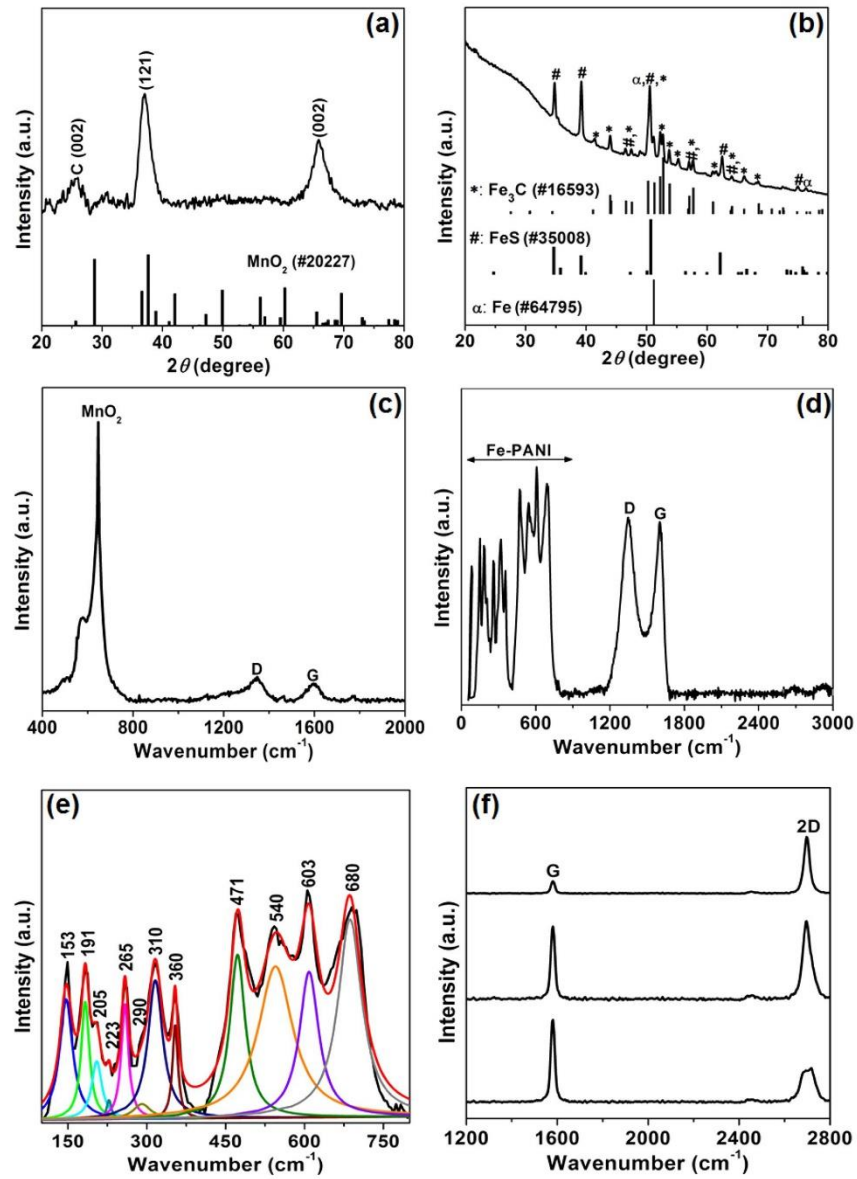 (a)
C (002)
(121)
(002)
MnO₂ (#20227)
Intensity (a.u.)
20 30 40 50 60 70 80
2θ (degree)
(b)
# # α,#,* #
* * #,* * * * #,* * #,* * * #α
*: Fe₃C (#16593)
#: FeS (#35008)
α: Fe (#64795)
Intensity (a.u.)
20 30 40 50 60 70 80
2θ (degree)
(c)
MnO₂
D G
Intensity (a.u.)
400 800 1200 1600 2000
Wavenumber (cm⁻¹)
(d)
Fe-PANI
D G
Intensity (a.u.)
0 600 1200 1800 2400 3000
Wavenumber (cm⁻¹)
(e)
153 191 205 223 265 290 310 360 471 540 603 680
Intensity (a.u.)
150 300 450 600 750
Wavenumber (cm⁻¹)
(f)
G 2D
Intensity (a.u.)
1200 1600 2000 2400 2800
Wavenumber (cm⁻¹)